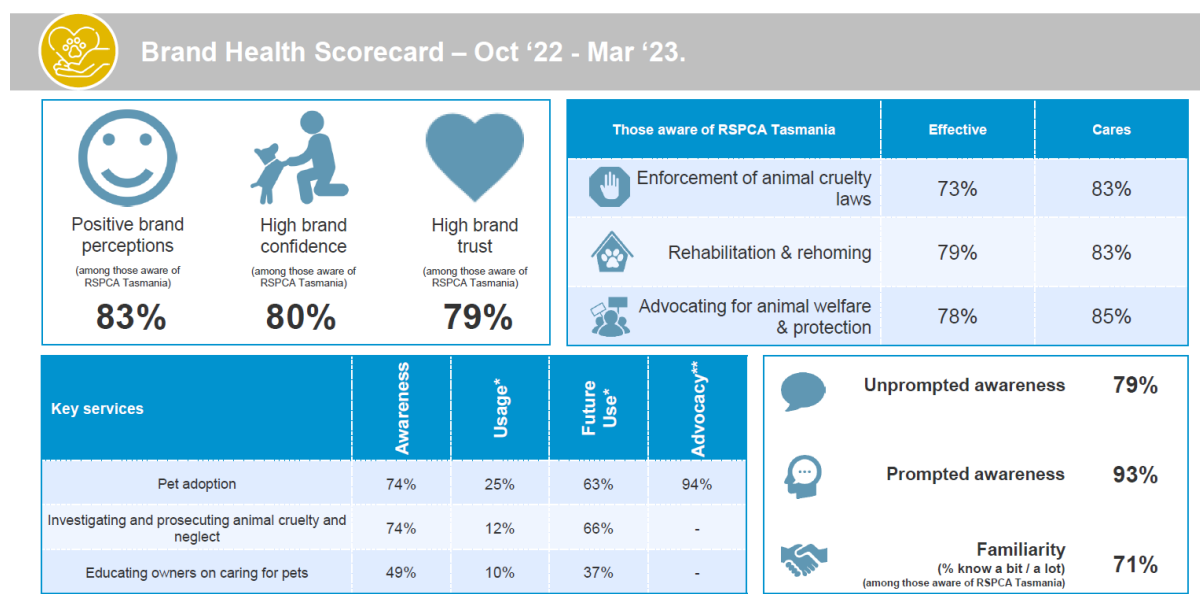 Brand Health Scorecard – Oct ‘22 - Mar ‘23.
Positive brand
perceptions
(among those aware of
RSPCA Tasmania)
83%
High brand
confidence
(among those aware of
RSPCA Tasmania)
80%
High brand
trust
(among those aware of
RSPCA Tasmania)
79%
Those aware of RSPCA Tasmania Effective Cares
Enforcement of animal cruelty
laws 73% 83%
Rehabilitation & rehoming 79% 83%
Advocating for animal welfare
& protection 78% 85%
Key services Awareness Usage* Future
Use* Advocacy**
Pet adoption 74% 25% 63% 94%
Investigating and prosecuting animal cruelty and
neglect 74% 12% 66% -
Educating owners on caring for pets 49% 10% 37% -
Unprompted awareness 79%
Prompted awareness 93%
Familiarity
(% know a bit / a lot)
(among those aware of RSPCA Tasmania)
71%